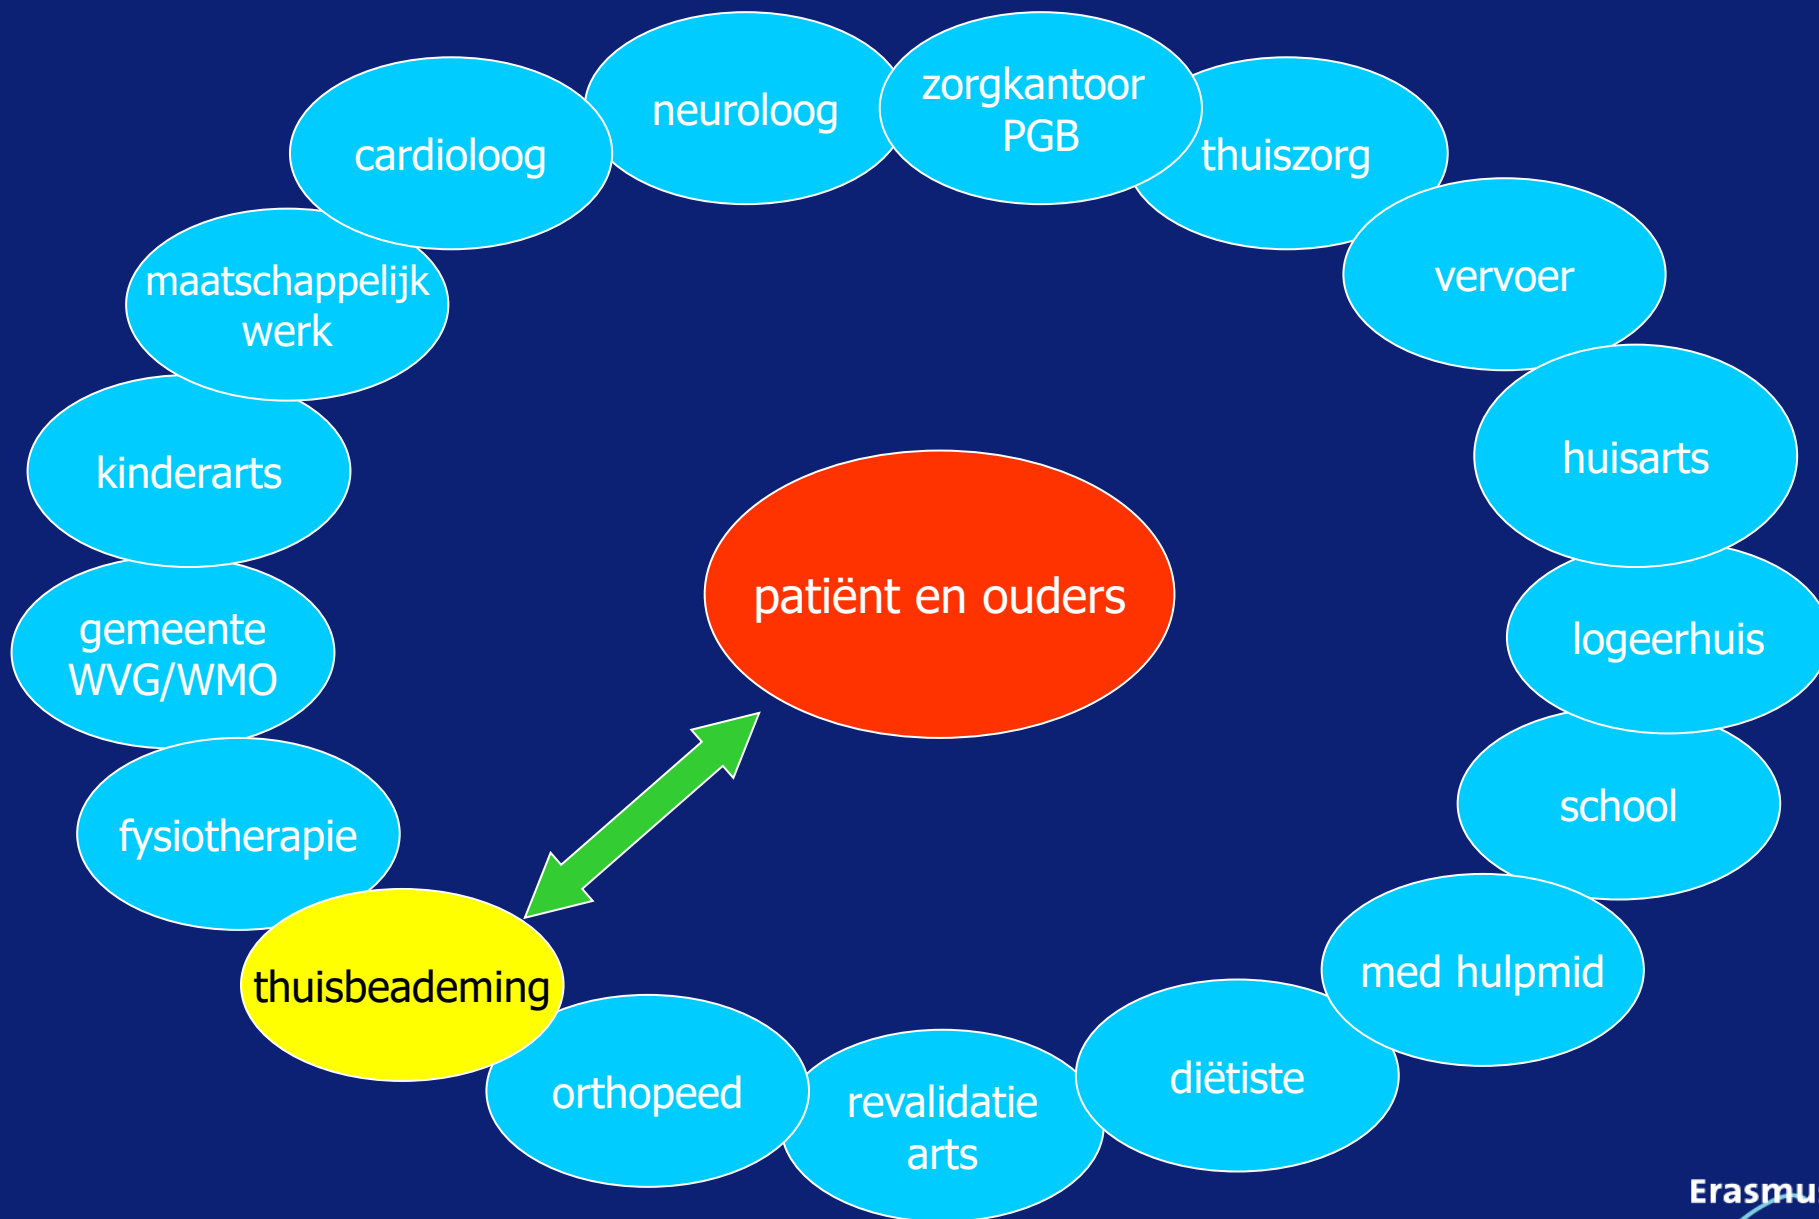 neuroloog
zorgkantoor
PGB
cardioloog
thuiszorg
maatschappelijk
werk
vervoer
kinderarts
huisarts
patiënt en ouders
gemeente
WVG/WMO
logeerhuis
fysiotherapie
school
thuisbeademing
med hulpmid
orthopeed
revalidatie
arts
diëtiste